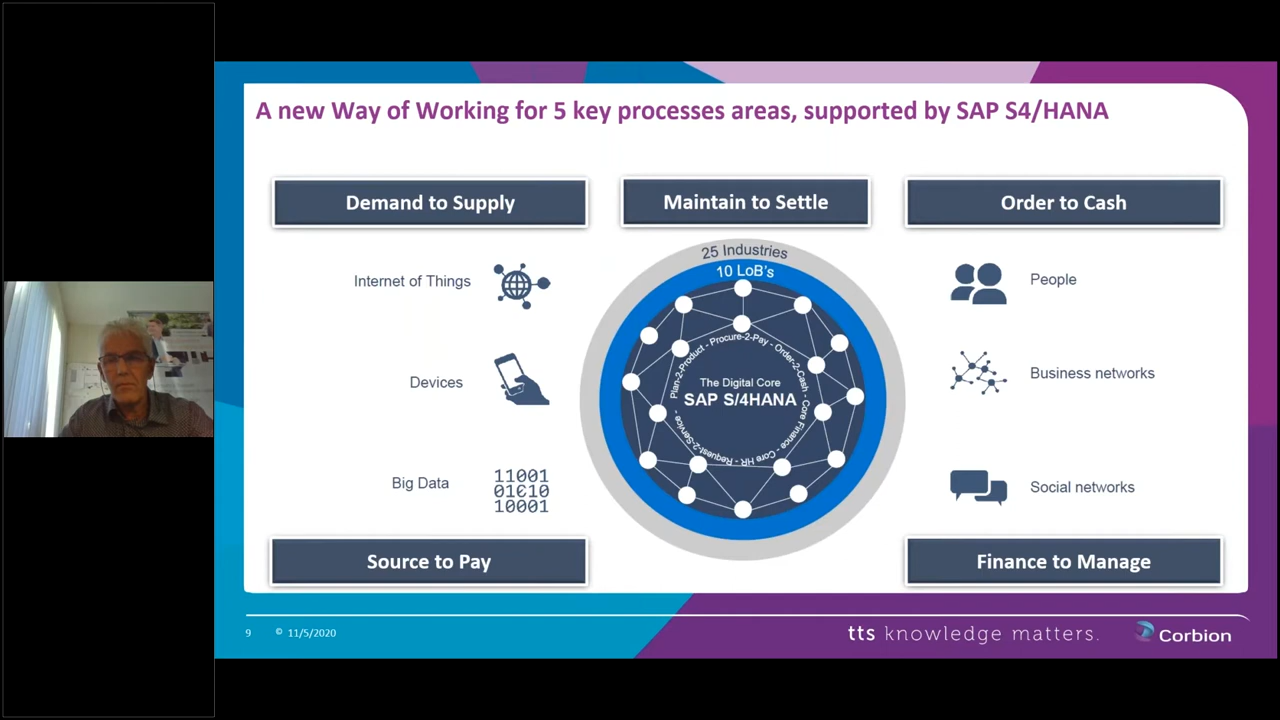 A new Way of Working for 5 key processes areas, supported by SAP S4/HANA
Demand to Supply
Maintain to Settle
Order to Cash
25 Industries
10 LoB's
Internet of Things
People
Plan-2-Product - Procure-2-Pay - Order-2-Cash - Core Finance - Core HR - Request-2-Service -
The Digital Core
SAP S/4HANA
Devices
Business networks
Big Data
11001
01010
10001
Social networks
Source to Pay
Finance to Manage
9
© 11/5/2020
tts knowledge matters.
Corbion